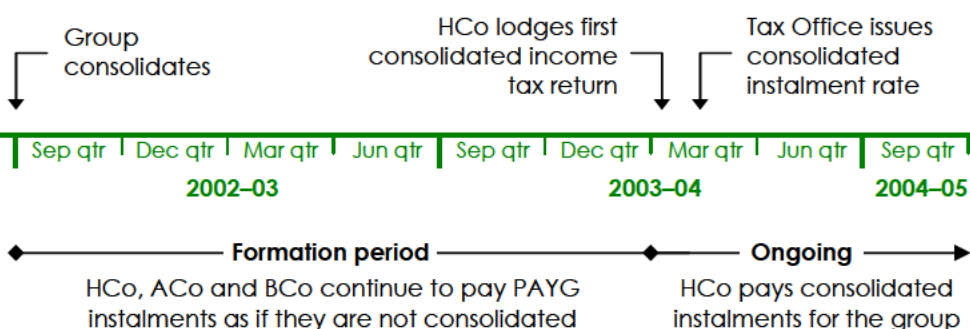 Group
consolidates
HCo lodges first
consolidated income
tax return
Tax Office issues
consolidated
instalment rate
Sep qtr Dec qtr Mar qtr Jun qtr Sep qtr Dec qtr Mar qtr Jun qtr Sep qtr
2002–03 2003–04 2004–05
Formation period Ongoing
HCo, ACo and BCo continue to pay PAYG
instalments as if they are not consolidated
HCo pays consolidated
instalments for the group